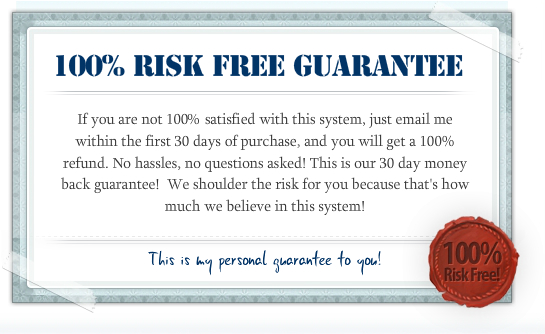 100% RISK FREE GUARANTEE
If you are not 100% satisfied with this system, just email me
within the first 30 days of purchase, and you will get a 100%
refund. No hassles, no questions asked! This is our 30 day money
back guarantee!  We shoulder the risk for you because that's how
much we believe in this system!
This is my personal guarantee to you!
100%
Risk Free!